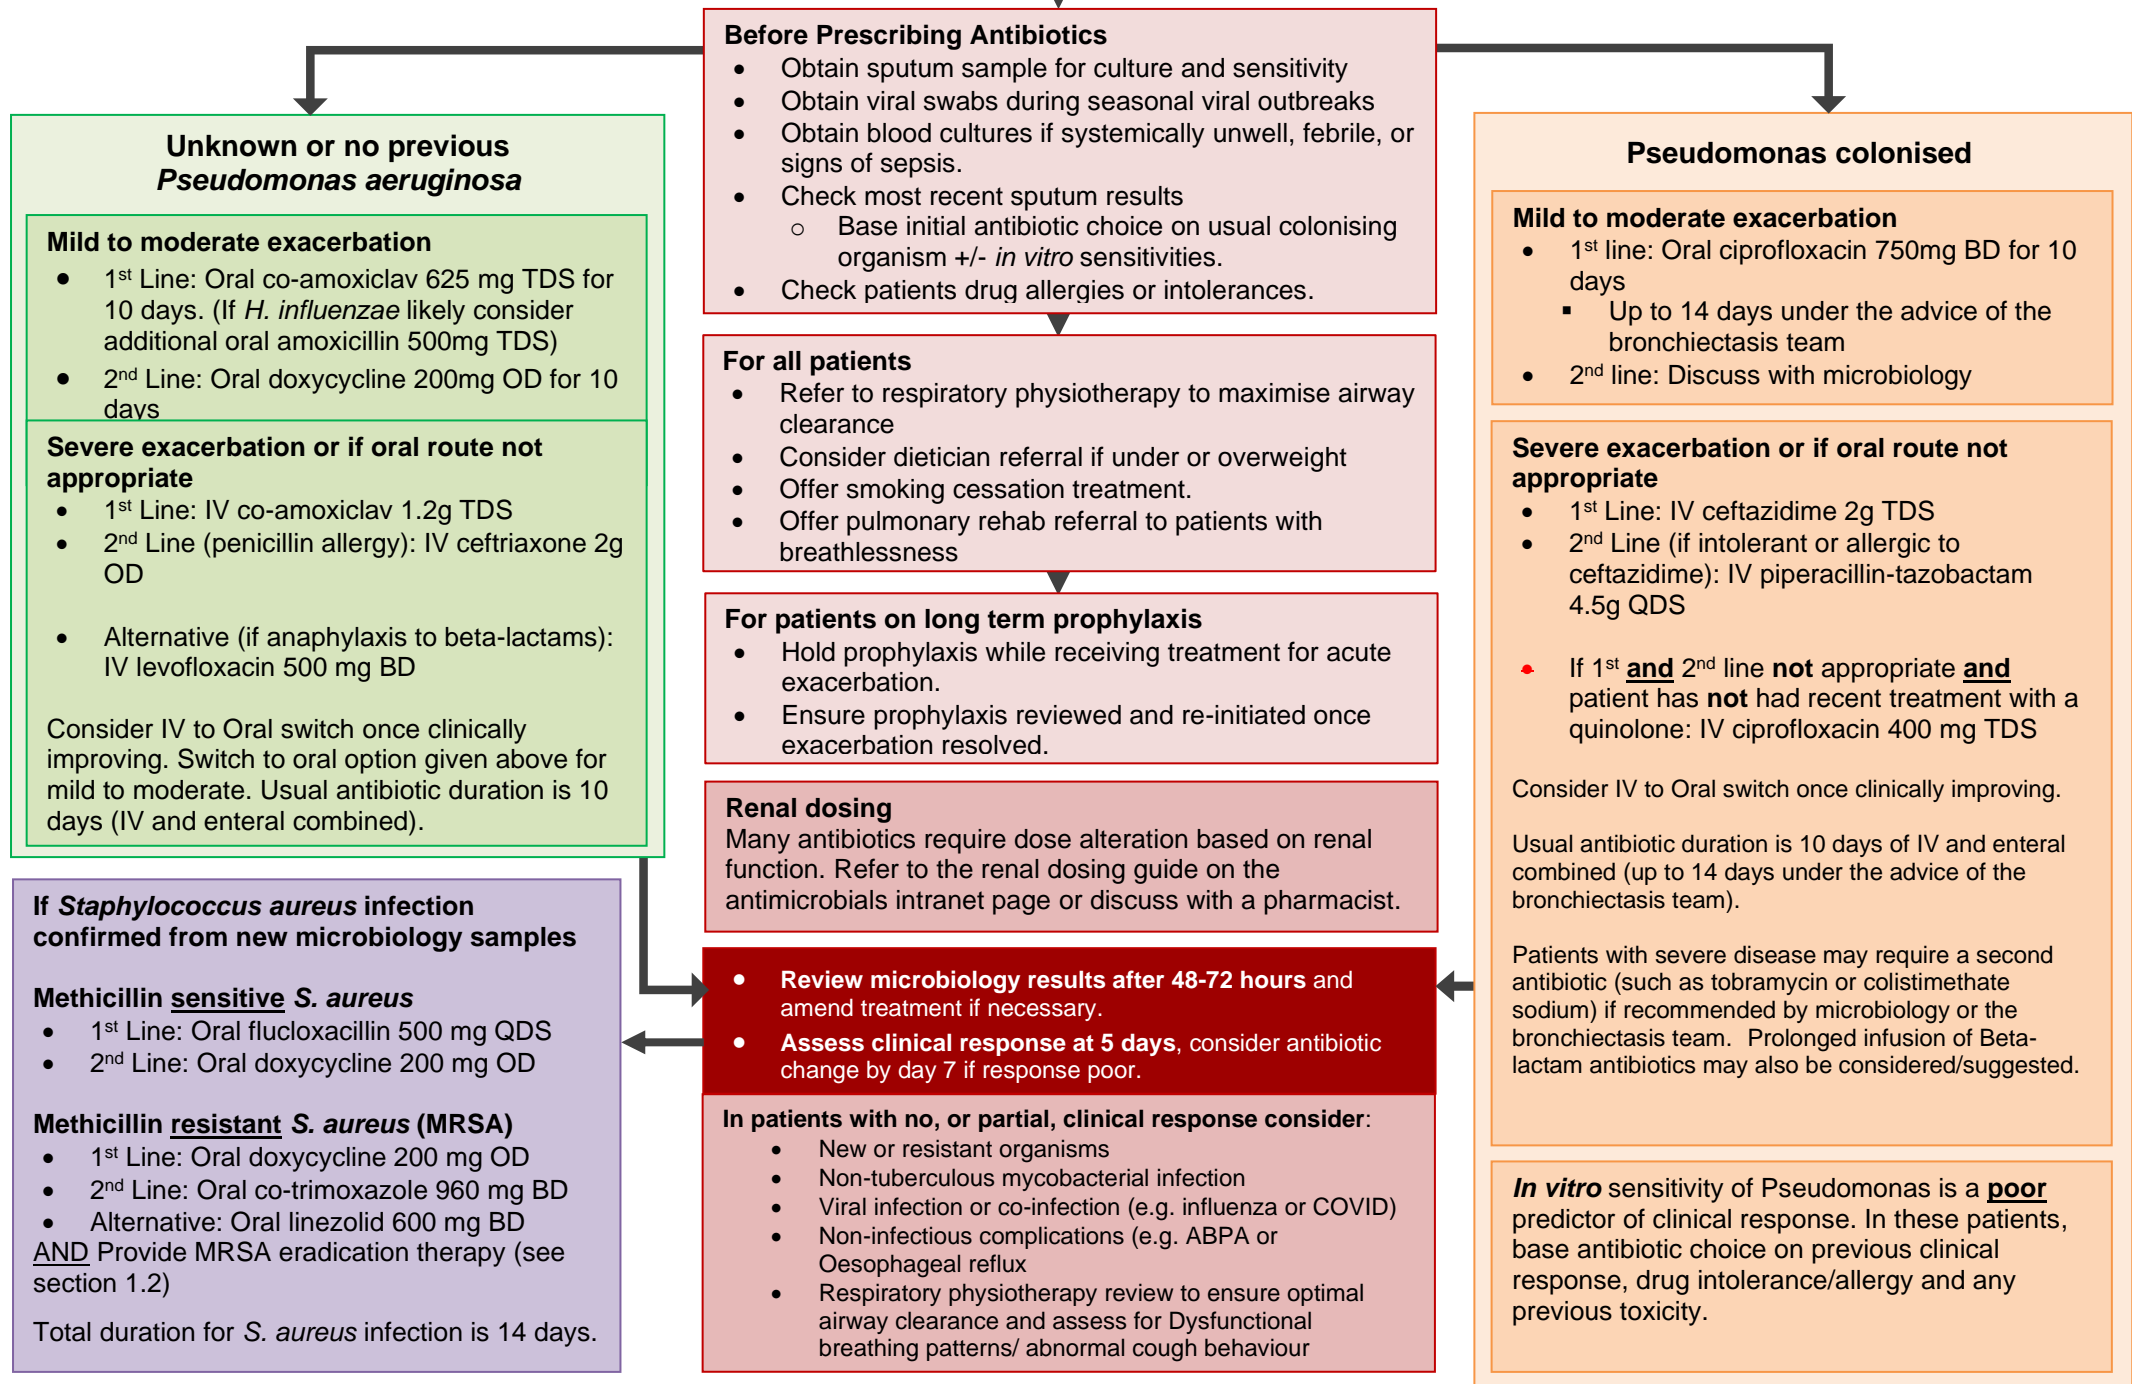 Before Prescribing Antibiotics
• Obtain sputum sample for culture and sensitivity
• Obtain viral swabs during seasonal viral outbreaks
• Obtain blood cultures if systemically unwell, febrile, or
signs of sepsis.
• Check most recent sputum results
o Base initial antibiotic choice on usual colonising
organism +/- in vitro sensitivities.
• Check patients drug allergies or intolerances.
Unknown or no previous
Pseudomonas aeruginosa
Mild to moderate exacerbation
• 1st Line: Oral co-amoxiclav 625 mg TDS for
10 days. (If H. influenzae likely consider
additional oral amoxicillin 500mg TDS)
• 2nd Line: Oral doxycycline 200mg OD for 10
days
Severe exacerbation or if oral route not
appropriate
• 1st Line: IV co-amoxiclav 1.2g TDS
• 2nd Line (penicillin allergy): IV ceftriaxone 2g
OD
• Alternative (if anaphylaxis to beta-lactams):
IV levofloxacin 500 mg BD
Consider IV to Oral switch once clinically
improving. Switch to oral option given above for
mild to moderate. Usual antibiotic duration is 10
days (IV and enteral combined).
If Staphylococcus aureus infection
confirmed from new microbiology samples
Methicillin sensitive S. aureus
• 1st Line: Oral flucloxacillin 500 mg QDS
• 2nd Line: Oral doxycycline 200 mg OD
Methicillin resistant S. aureus (MRSA)
• 1st Line: Oral doxycycline 200 mg OD
• 2nd Line: Oral co-trimoxazole 960 mg BD
• Alternative: Oral linezolid 600 mg BD
AND Provide MRSA eradication therapy (see
section 1.2)
Total duration for S. aureus infection is 14 days.
For all patients
• Refer to respiratory physiotherapy to maximise airway
clearance
• Consider dietician referral if under or overweight
• Offer smoking cessation treatment.
• Offer pulmonary rehab referral to patients with
breathlessness
For patients on long term prophylaxis
• Hold prophylaxis while receiving treatment for acute
exacerbation.
• Ensure prophylaxis reviewed and re-initiated once
exacerbation resolved.
Renal dosing
Many antibiotics require dose alteration based on renal
function. Refer to the renal dosing guide on the
antimicrobials intranet page or discuss with a pharmacist.
• Review microbiology results after 48-72 hours and
amend treatment if necessary.
• Assess clinical response at 5 days, consider antibiotic
change by day 7 if response poor.
In patients with no, or partial, clinical response consider:
• New or resistant organisms
• Non-tuberculous mycobacterial infection
• Viral infection or co-infection (e.g. influenza or COVID)
• Non-infectious complications (e.g. ABPA or
Oesophageal reflux
• Respiratory physiotherapy review to ensure optimal
airway clearance and assess for Dysfunctional
breathing patterns/ abnormal cough behaviour
Pseudomonas colonised
Mild to moderate exacerbation
• 1st line: Oral ciprofloxacin 750mg BD for 10
days
▪ Up to 14 days under the advice of the
bronchiectasis team
• 2nd line: Discuss with microbiology
Severe exacerbation or if oral route not
appropriate
• 1st Line: IV ceftazidime 2g TDS
• 2nd Line (if intolerant or allergic to
ceftazidime): IV piperacillin-tazobactam
4.5g QDS
• If 1st and 2nd line not appropriate and
patient has not had recent treatment with a
quinolone: IV ciprofloxacin 400 mg TDS
Consider IV to Oral switch once clinically improving.
Usual antibiotic duration is 10 days of IV and enteral
combined (up to 14 days under the advice of the
bronchiectasis team).
Patients with severe disease may require a second
antibiotic (such as tobramycin or colistimethate
sodium) if recommended by microbiology or the
bronchiectasis team. Prolonged infusion of Beta-
lactam antibiotics may also be considered/suggested.
In vitro sensitivity of Pseudomonas is a poor
predictor of clinical response. In these patients,
base antibiotic choice on previous clinical
response, drug intolerance/allergy and any
previous toxicity.